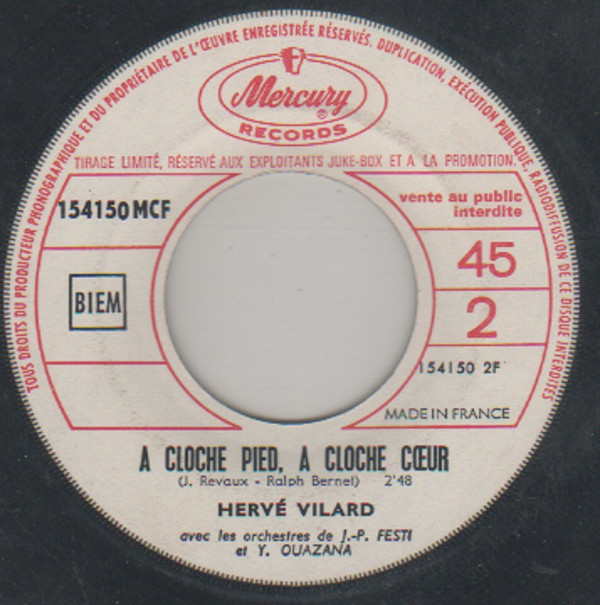 TOUS DROITS DU PRODUCTEUR PHONOGRAPHIQUE ET DU PROPRIÉTAIRE DE L'ŒUVRE ENREGISTRÉE RÉSERVÉS. DUPLICATION, EXÉCUTION PUBLIQUE, RADIODIFFUSION DE CE DISQUE INTERDITES
Mercury
®
RECORDS
TIRAGE LIMITÉ, RÉSERVÉ AUX EXPLOITANTS JUKE-BOX ET A LA PROMOTION.
154150 MCF
vente au public
interdite
45
BIEM
2
154150 2F
MADE IN FRANCE
A CLOCHE PIED, A CLOCHE CŒUR
(J. Revaux - Ralph Bernet) 2'48
HERVÉ VILARD
avec les orchestres de J.-P. FESTI
et Y. OUAZANA